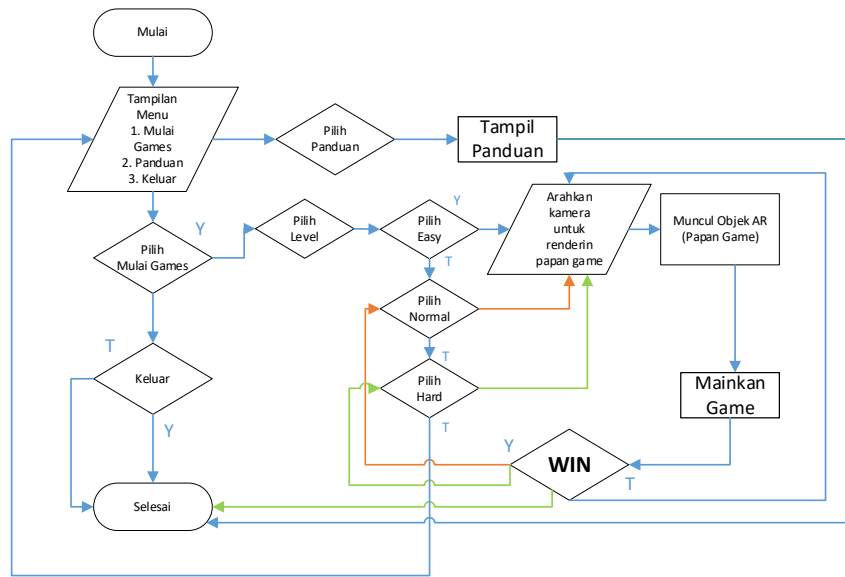 Mulai
Tampilan
Menu
1. Mulai
Games
2. Panduan
3. Keluar
Pilih
Panduan
Tampil
Panduan
Pilih
Mulai Games
Y
Pilih
Level
Pilih
Easy
Y
T
Arahkan
kamera
untuk
renderin
papan game
Muncul Objek AR
(Papan Game)
Pilih
Normal
T
Pilih
Hard
T
Mainkan
Game
T
Keluar
Y
WIN
Y
T
Selesai